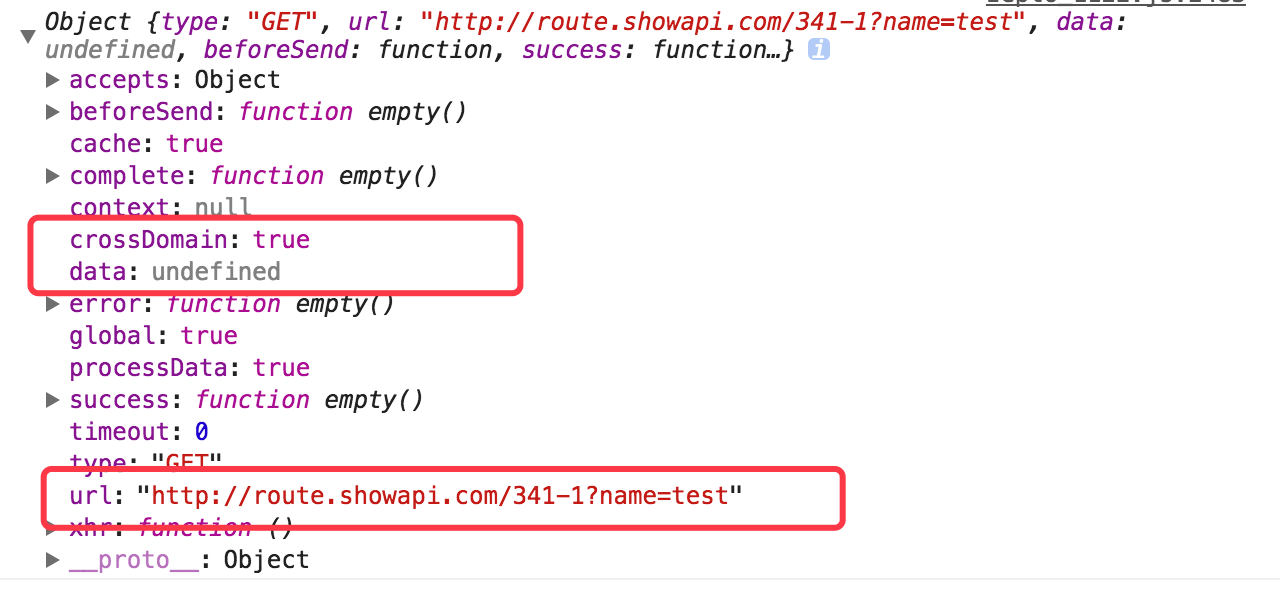 Object {type: "GET", url: "http://route.showapi.com/341-1?name=test", data:
undefined, beforeSend: function, success: function…} i
accepts: Object
beforeSend: function empty()
cache: true
complete: function empty()
context: null
crossDomain: true
data: undefined
error: function empty()
global: true
processData: true
success: function empty()
timeout: 0
type: "GET"
url: "http://route.showapi.com/341-1?name=test"
xhr: function ()
__proto__: Object